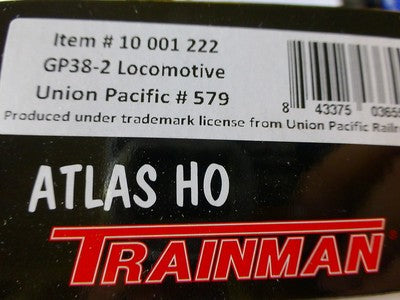 Item # 10 001 222
GP38-2 Locomotive
Union Pacific # 579
8 43375
Produced under trademark license from Union Pacific
ATLAS HO
TRAINMAN®